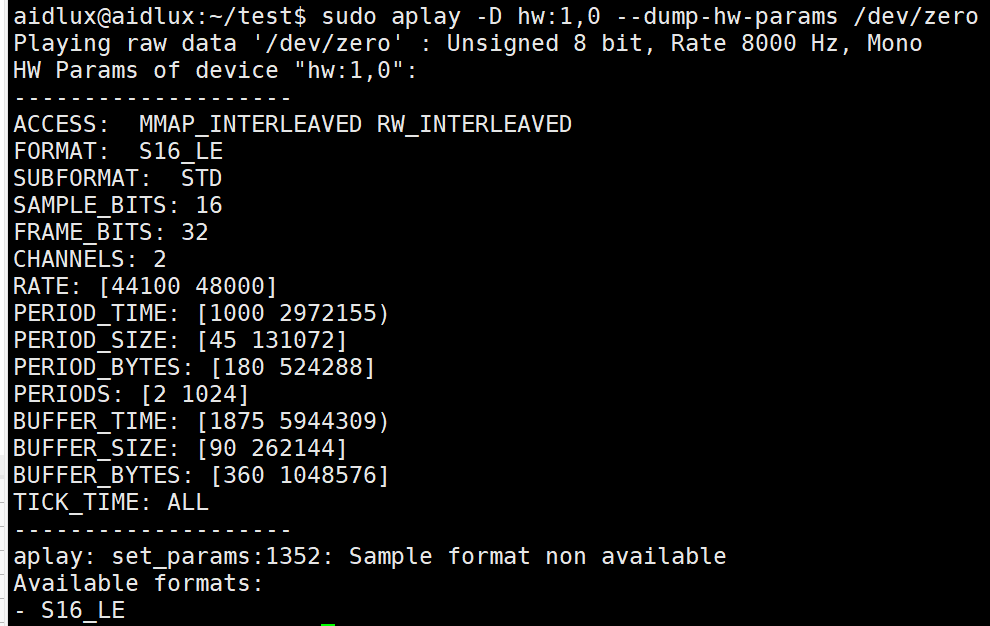 aidlux@aidlux:~/test$ sudo aplay -D hw:1,0 --dump-hw-params /dev/zero
Playing raw data '/dev/zero' : Unsigned 8 bit, Rate 8000 Hz, Mono
HW Params of device "hw:1,0":
--------------------
ACCESS:  MMAP_INTERLEAVED RW_INTERLEAVED
FORMAT:  S16_LE
SUBFORMAT:  STD
SAMPLE_BITS: 16
FRAME_BITS: 32
CHANNELS: 2
RATE: [44100 48000]
PERIOD_TIME: [1000 2972155)
PERIOD_SIZE: [45 131072]
PERIOD_BYTES: [180 524288]
PERIODS: [2 1024]
BUFFER_TIME: [1875 5944309)
BUFFER_SIZE: [90 262144]
BUFFER_BYTES: [360 1048576]
TICK_TIME: ALL
--------------------
aplay: set_params:1352: Sample format non available
Available formats:
- S16_LE